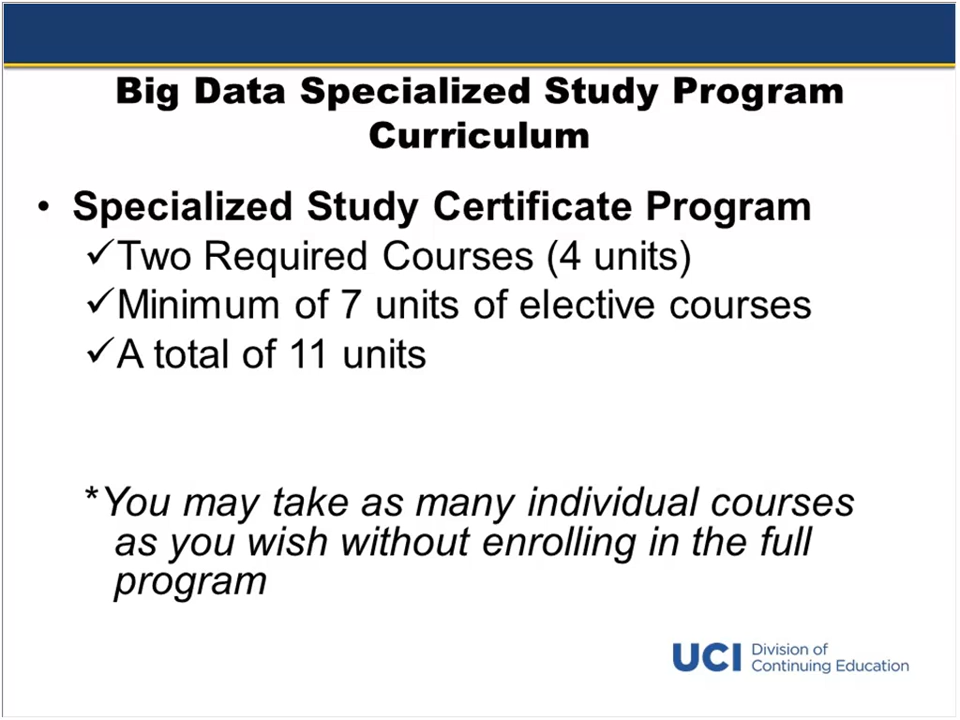 Big Data Specialized Study Program
Curriculum
• Specialized Study Certificate Program
✓Two Required Courses (4 units)
✓Minimum of 7 units of elective courses
✓A total of 11 units
*You may take as many individual courses
as you wish without enrolling in the full
program
UCI Division of
Continuing Education